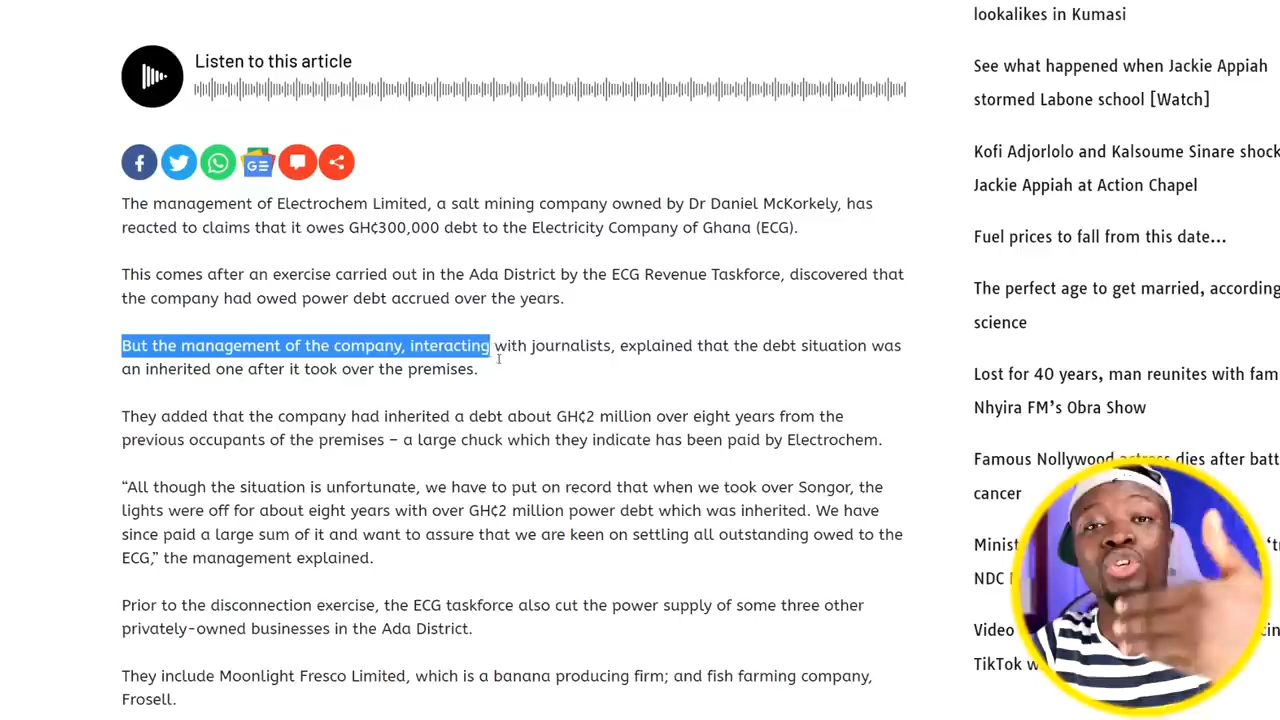 lookalikes in Kumasi
Listen to this article
See what happened when Jackie Appiah
stormed Labone school [Watch]
Kofi Adjorlolo and Kalsoume Sinare shock
Jackie Appiah at Action Chapel
GE
The management of Electrochem Limited, a salt mining company owned by Dr Daniel McKorkely, has
reacted to claims that it owes GH₵300,000 debt to the Electricity Company of Ghana (ECG).
Fuel prices to fall from this date...
This comes after an exercise carried out in the Ada District by the ECG Revenue Taskforce, discovered that
the company had owed power debt accrued over the years.
The perfect age to get married, according
science
But the management of the company, interacting with journalists, explained that the debt situation was
an inherited one after it took over the premises.
Lost for 40 years, man reunites with
Nhyira FM's Obra Show
They added that the company had inherited a debt about GH₵2 million over eight years from the
previous occupants of the premises – a large chuck which they indicate has been paid by Electrochem.
Famous Nollywood actress dies after
cancer
“All though the situation is unfortunate, we have to put on record that when we took over Songor, the
lights were off for about eight years with over GH₵2 million power debt which was inherited. We have
since paid a large sum of it and want to assure that we are keen on settling all outstanding owed to the
ECG,” the management explained.
NDC
Prior to the disconnection exercise, the ECG taskforce also cut the power supply of some three other
privately-owned businesses in the Ada District.
Video
TikTok
They include Moonlight Fresco Limited, which is a banana producing firm; and fish farming company,
Frosell.